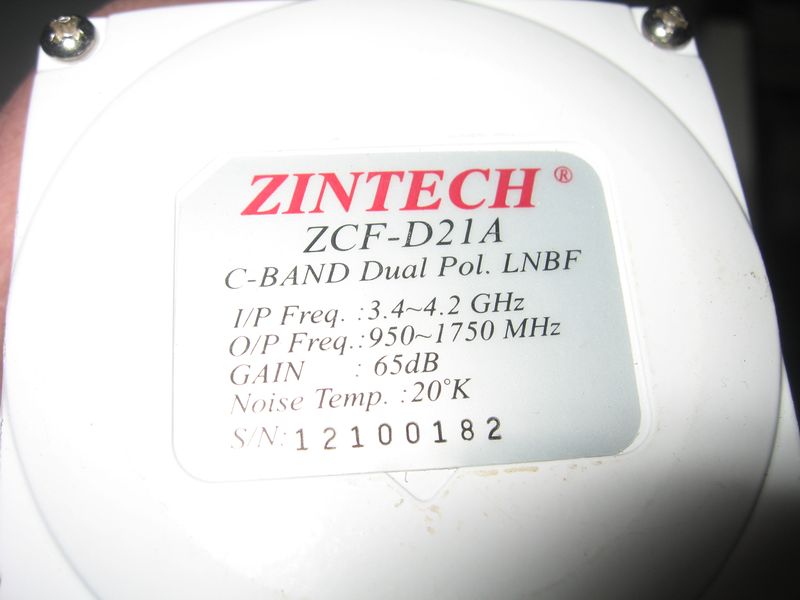 ZINTECH ®
ZCF-D21A
C-BAND Dual Pol. LNBF
I/P Freq. :3.4~4.2 GHz
O/P Freq.:950~1750 MHz
GAIN : 65dB
Noise Temp. :20°K
S/N: 12100182